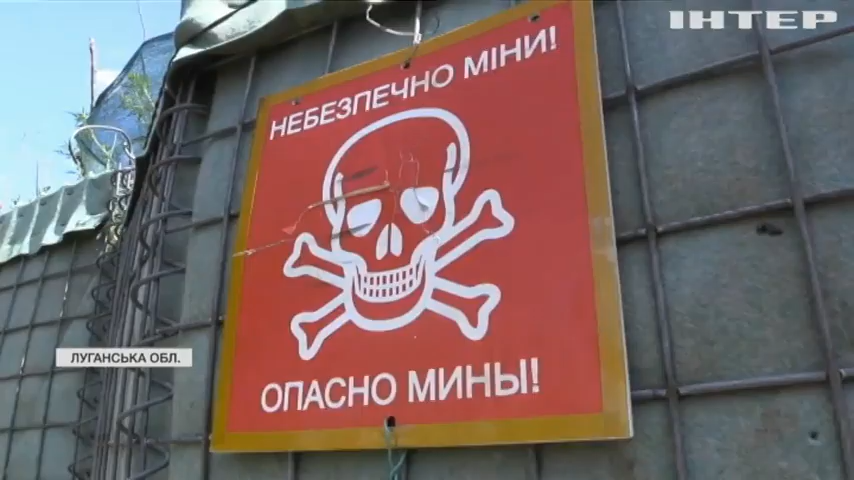 ІНТЕР
НЕБЕЗПЕЧНО МІНИ!
ЛУГАНСЬКА ОБЛ.
ОПАСНО МИНЫ!